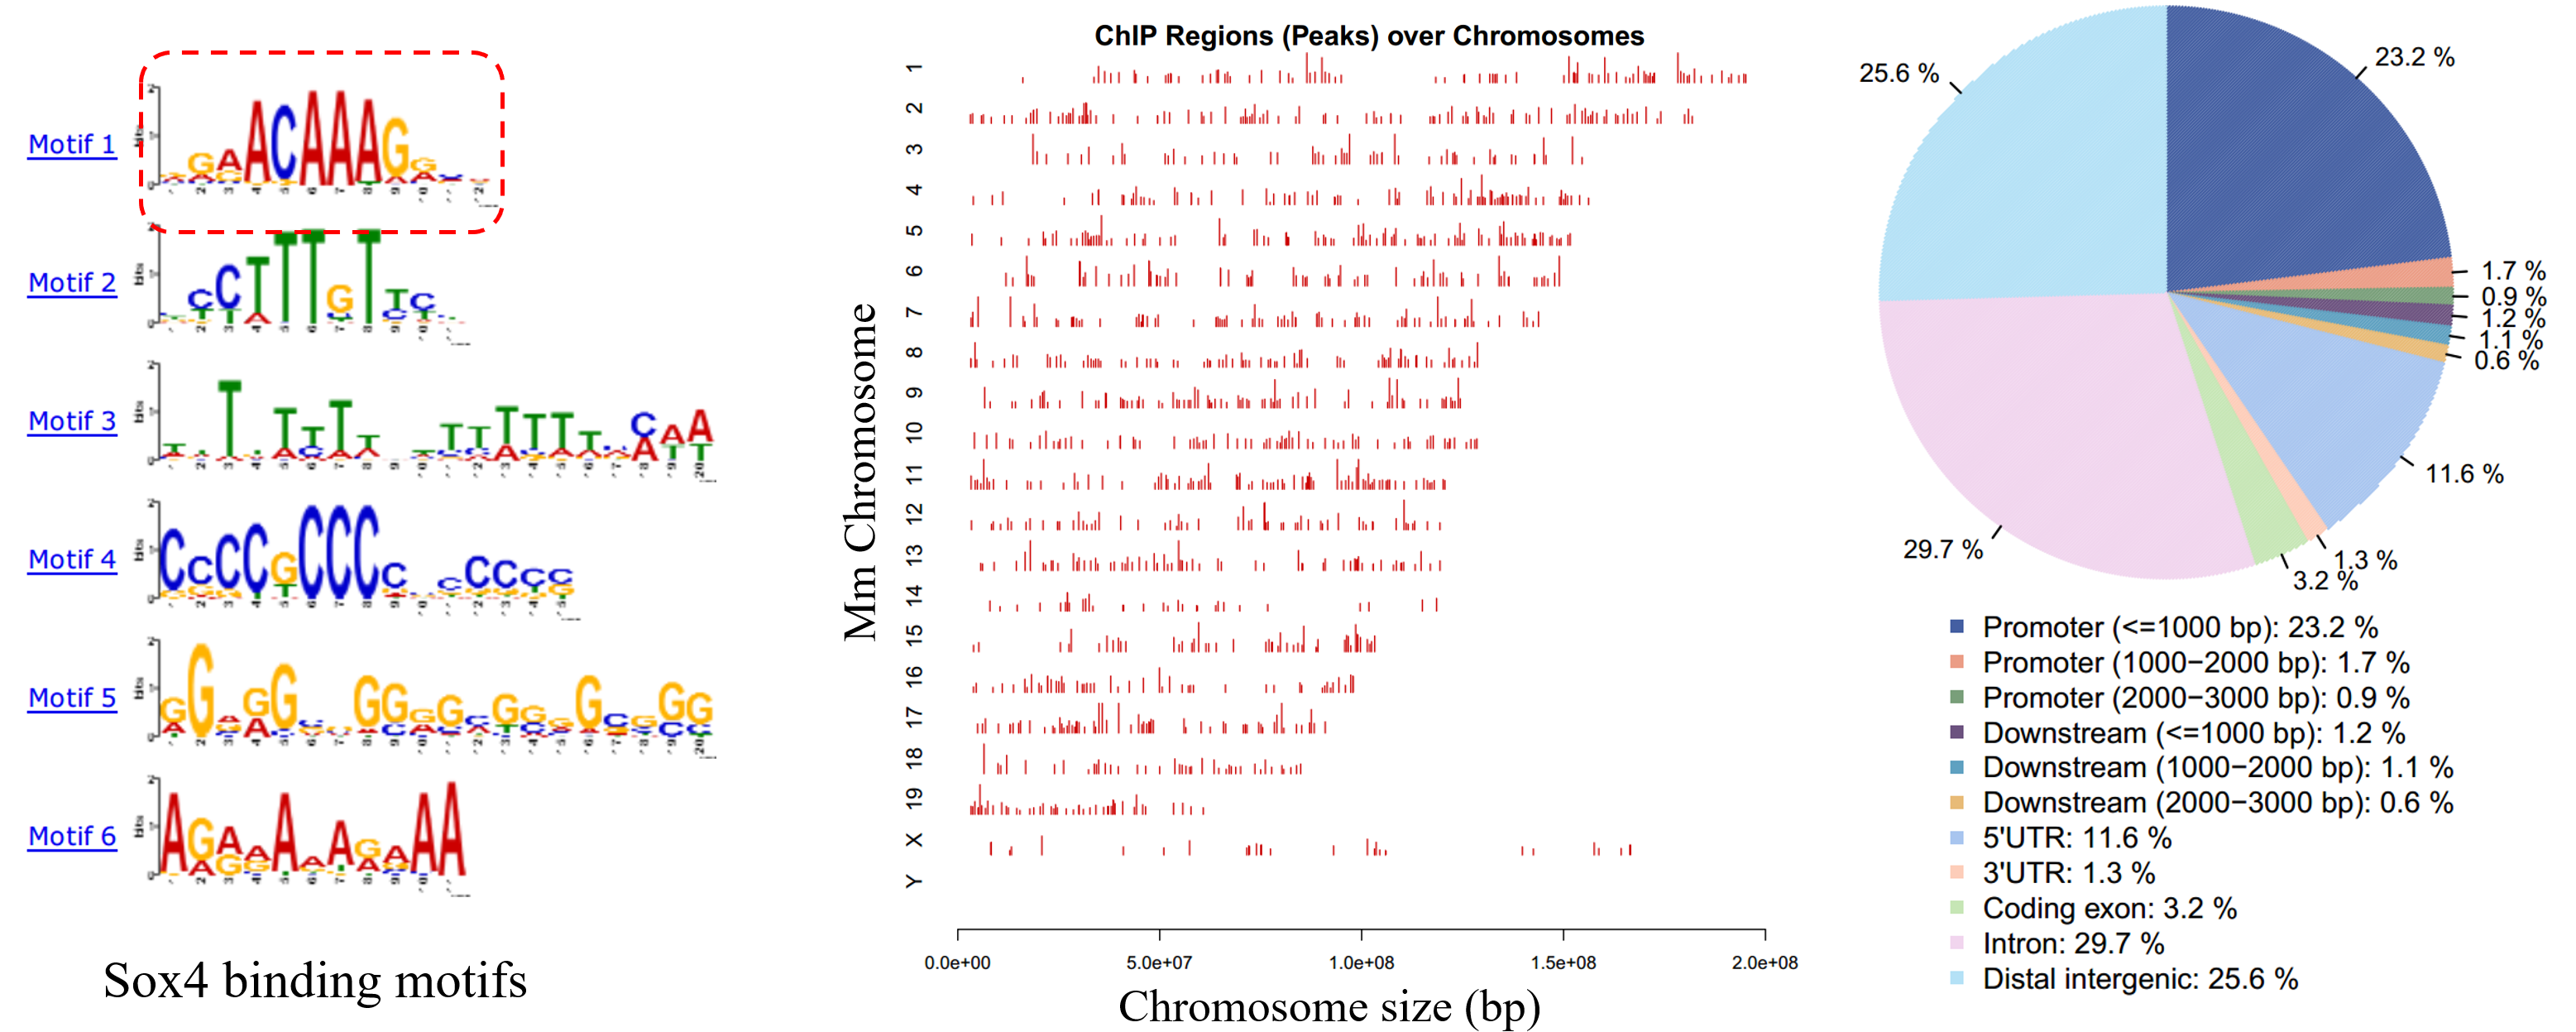 Motif 1
Motif 2
Motif 3
Motif 4
Motif 5
Motif 6
Sox4 binding motifs
ChIP Regions (Peaks) over Chromosomes
Mm Chromosome
1
2
3
4
5
6
7
8
9
10
11
12
13
14
15
16
17
18
19
X
Y
0.0e+00 5.0e+07 1.0e+08 1.5e+08 2.0e+08
Chromosome size (bp)
25.6 %
23.2 %
1.7 %
0.9 %
1.2 %
1.1 %
0.6 %
11.6 %
1.3 %
3.2 %
29.7 %
Promoter (<=1000 bp): 23.2 %
Promoter (1000−2000 bp): 1.7 %
Promoter (2000−3000 bp): 0.9 %
Downstream (<=1000 bp): 1.2 %
Downstream (1000−2000 bp): 1.1 %
Downstream (2000−3000 bp): 0.6 %
5'UTR: 11.6 %
3'UTR: 1.3 %
Coding exon: 3.2 %
Intron: 29.7 %
Distal intergenic: 25.6 %